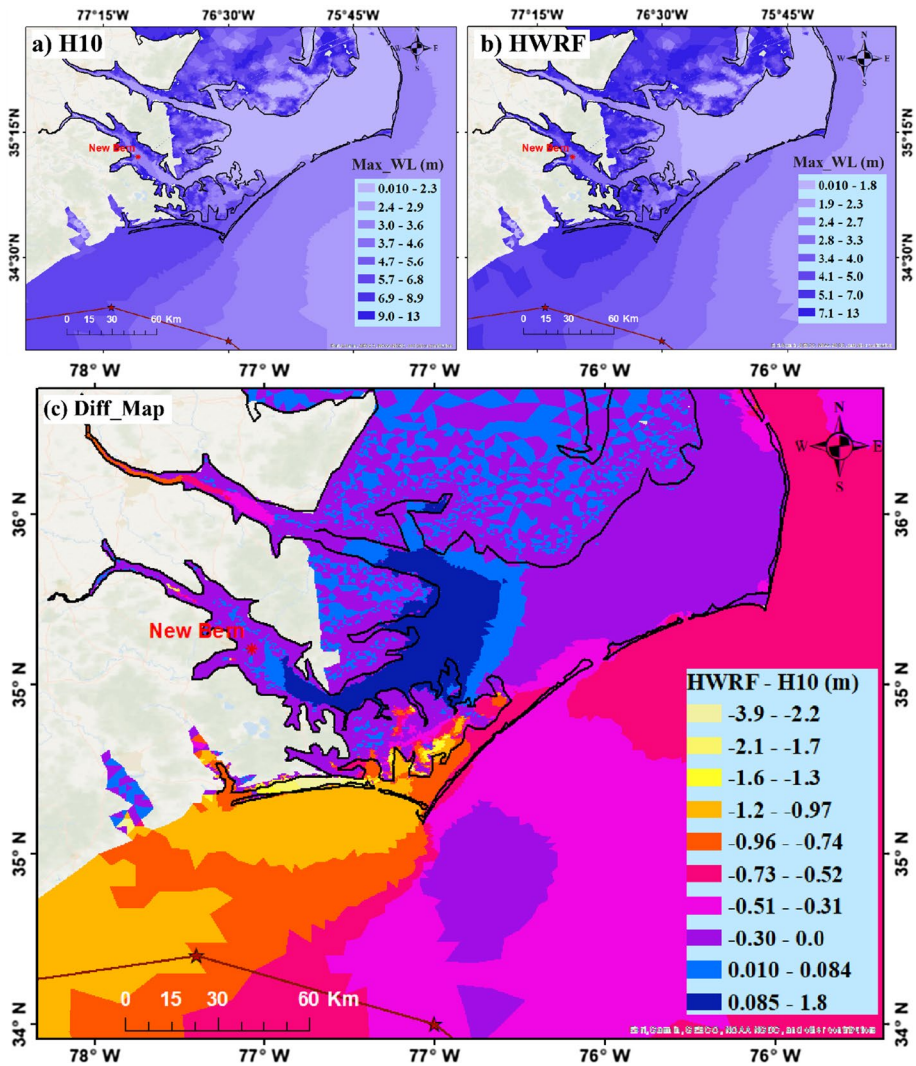 77°15'W 76°30'W 75°45'W 77°15'W 76°30'W 75°45'W
a) H10
N
W E
S
35°15'N
34°30'N
New Bern
Max_WL (m)
0.010 - 2.3
2.4 - 2.9
3.0 - 3.6
3.7 - 4.6
4.7 - 5.6
5.7 - 6.8
6.9 - 8.9
9.0 - 13
0 15 30 60 Km
b) HWRF
N
W E
S
35°15'N
34°30'N
New Bern
Max_WL (m)
0.010 - 1.8
1.9 - 2.3
2.4 - 2.7
2.8 - 3.3
3.4 - 4.0
4.1 - 5.0
5.1 - 7.0
7.1 - 13
0 15 30 60 Km
78°W 77°W 77°W 76°W 76°W
(c) Diff_Map
N
W E
S
36°N
35°N
35°N
34°N
36°N
35°N
35°N
34°N
New Bern
HWRF - H10 (m)
-3.9 - -2.2
-2.1 - -1.7
-1.6 - -1.3
-1.2 - -0.97
-0.96 - -0.74
-0.73 - -0.52
-0.51 - -0.31
-0.30 - 0.0
0.010 - 0.084
0.085 - 1.8
0 15 30 60 Km
78°W 77°W 77°W 76°W 76°W